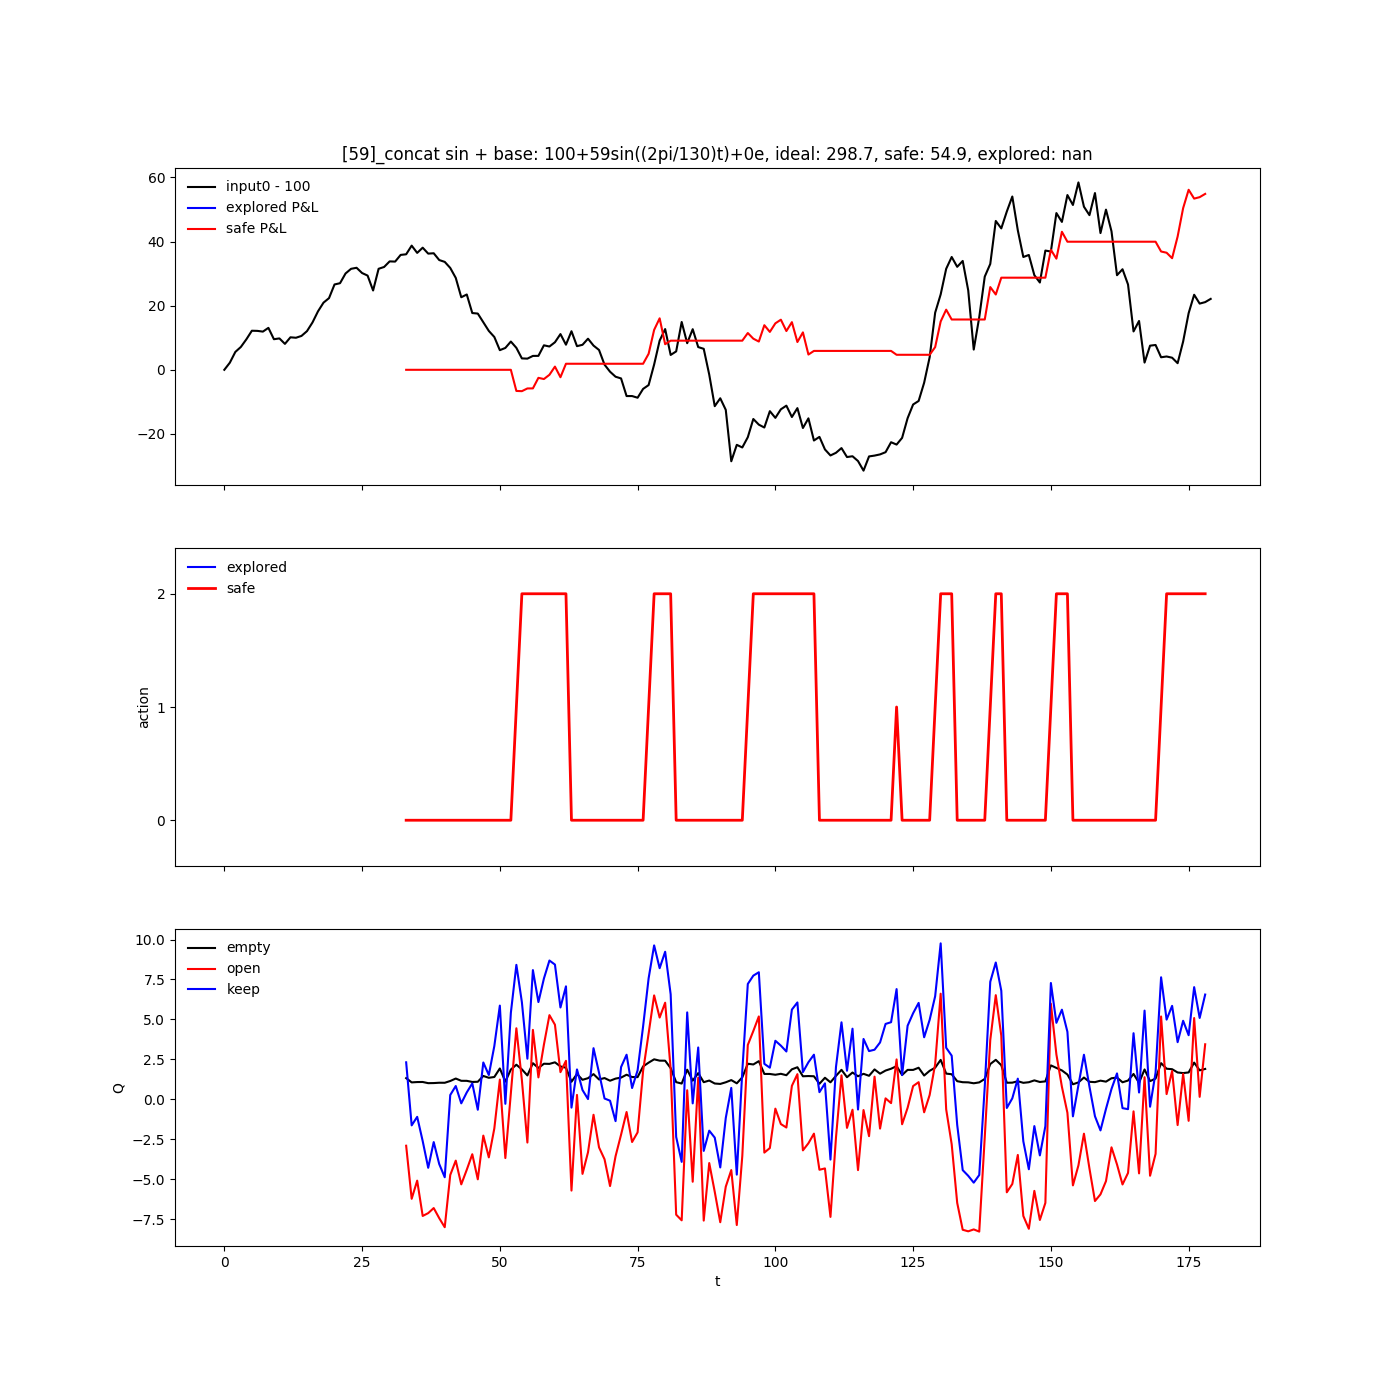 [59]_concat sin + base: 100+59sin((2pi/130)t)+0e, ideal: 298.7, safe: 54.9, explored: nan
60
40
20
0
−20
input0 - 100
explored P&L
safe P&L
2
1
0
action
explored
safe
10.0
7.5
5.0
2.5
0.0
−2.5
−5.0
−7.5
Q
empty
open
keep
0 25 50 75 100 125 150 175
t